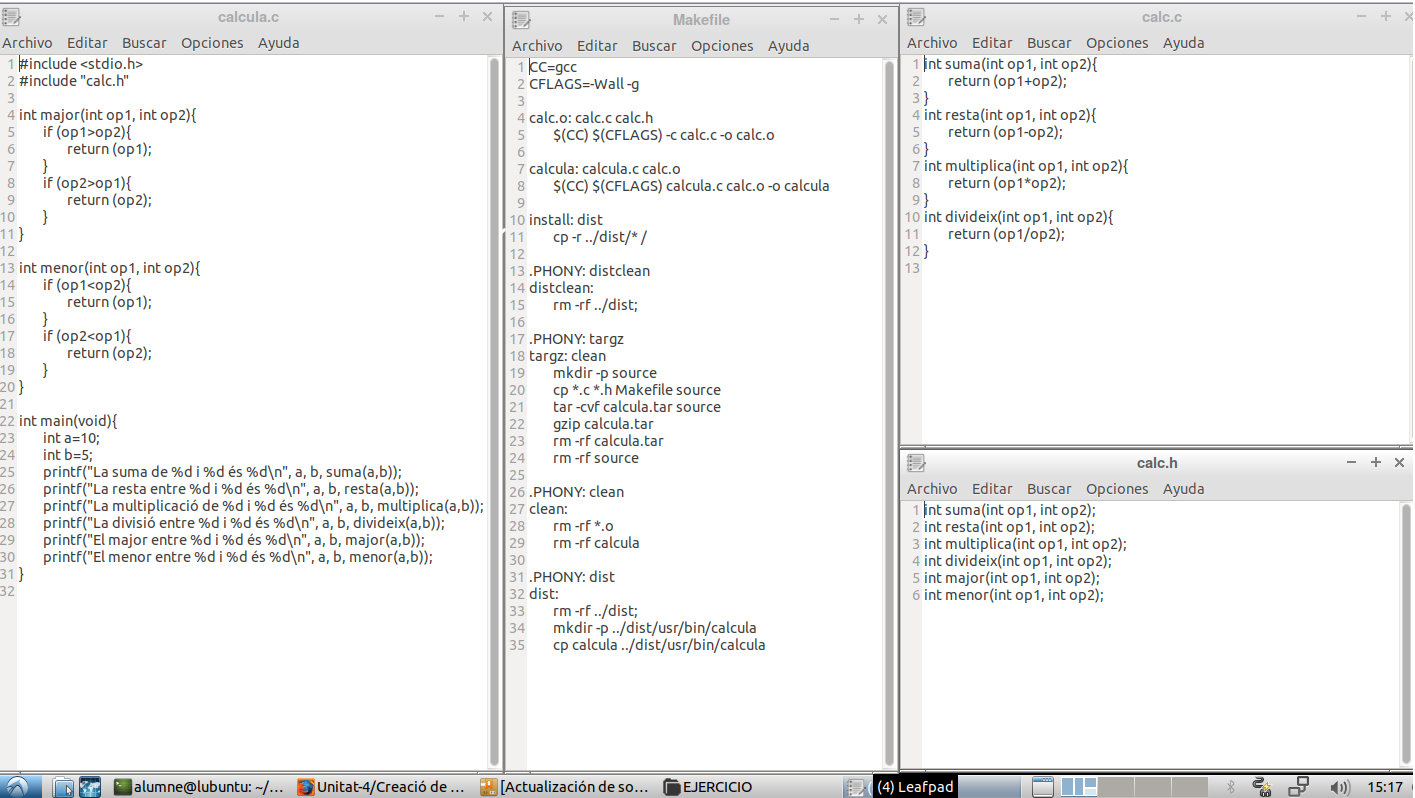 calcula.c
Archivo Editar Buscar Opciones Ayuda
1 #include <stdio.h>
2 #include "calc.h"
3
4 int major(int op1, int op2){
5 if (op1>op2){
6 return (op1);
7 }
8 if (op2>op1){
9 return (op2);
10 }
11 }
12
13 int menor(int op1, int op2){
14 if (op1<op2){
15 return (op1);
16 }
17 if (op2<op1){
18 return (op2);
19 }
20 }
21
22 int main(void){
23 int a=10;
24 int b=5;
25 printf("La suma de %d i %d és %d\n", a, b, suma(a,b));
26 printf("La resta entre %d i %d és %d\n", a, b, resta(a,b));
27 printf("La multiplicació de %d i %d és %d\n", a, b, multiplica(a,b));
28 printf("La divisió entre %d i %d és %d\n", a, b, divideix(a,b));
29 printf("El major entre %d i %d és %d\n", a, b, major(a,b));
30 printf("El menor entre %d i %d és %d\n", a, b, menor(a,b));
31 }
32
Makefile
Archivo Editar Buscar Opciones Ayuda
1 CC=gcc
2 CFLAGS=-Wall -g
3
4 calc.o: calc.c calc.h
5 $(CC) $(CFLAGS) -c calc.c -o calc.o
6
7 calcula: calcula.c calc.o
8 $(CC) $(CFLAGS) calcula.c calc.o -o calcula
9
10 install: dist
11 cp -r ../dist/* /
12
13 .PHONY: distclean
14 distclean:
15 rm -rf ../dist;
16
17 .PHONY: targz
18 targz: clean
19 mkdir -p source
20 cp *.c *.h Makefile source
21 tar -cvf calcula.tar source
22 gzip calcula.tar
23 rm -rf calcula.tar
24 rm -rf source
25
26 .PHONY: clean
27 clean:
28 rm -rf *.o
29 rm -rf calcula
30
31 .PHONY: dist
32 dist:
33 rm -rf ../dist;
34 mkdir -p ../dist/usr/bin/calcula
35 cp calcula ../dist/usr/bin/calcula
calc.c
Archivo Editar Buscar Opciones Ayuda
1 int suma(int op1, int op2){
2 return (op1+op2);
3 }
4 int resta(int op1, int op2){
5 return (op1-op2);
6 }
7 int multiplica(int op1, int op2){
8 return (op1*op2);
9 }
10 int divideix(int op1, int op2){
11 return (op1/op2);
12 }
13
calc.h
Archivo Editar Buscar Opciones Ayuda
1 int suma(int op1, int op2);
2 int resta(int op1, int op2);
3 int multiplica(int op1, int op2);
4 int divideix(int op1, int op2);
5 int major(int op1, int op2);
6 int menor(int op1, int op2);
alumne@lubuntu: ~/... Unitat-4/Creació de ... [Actualización de so... EJERCICIO (4) Leafpad 15:17